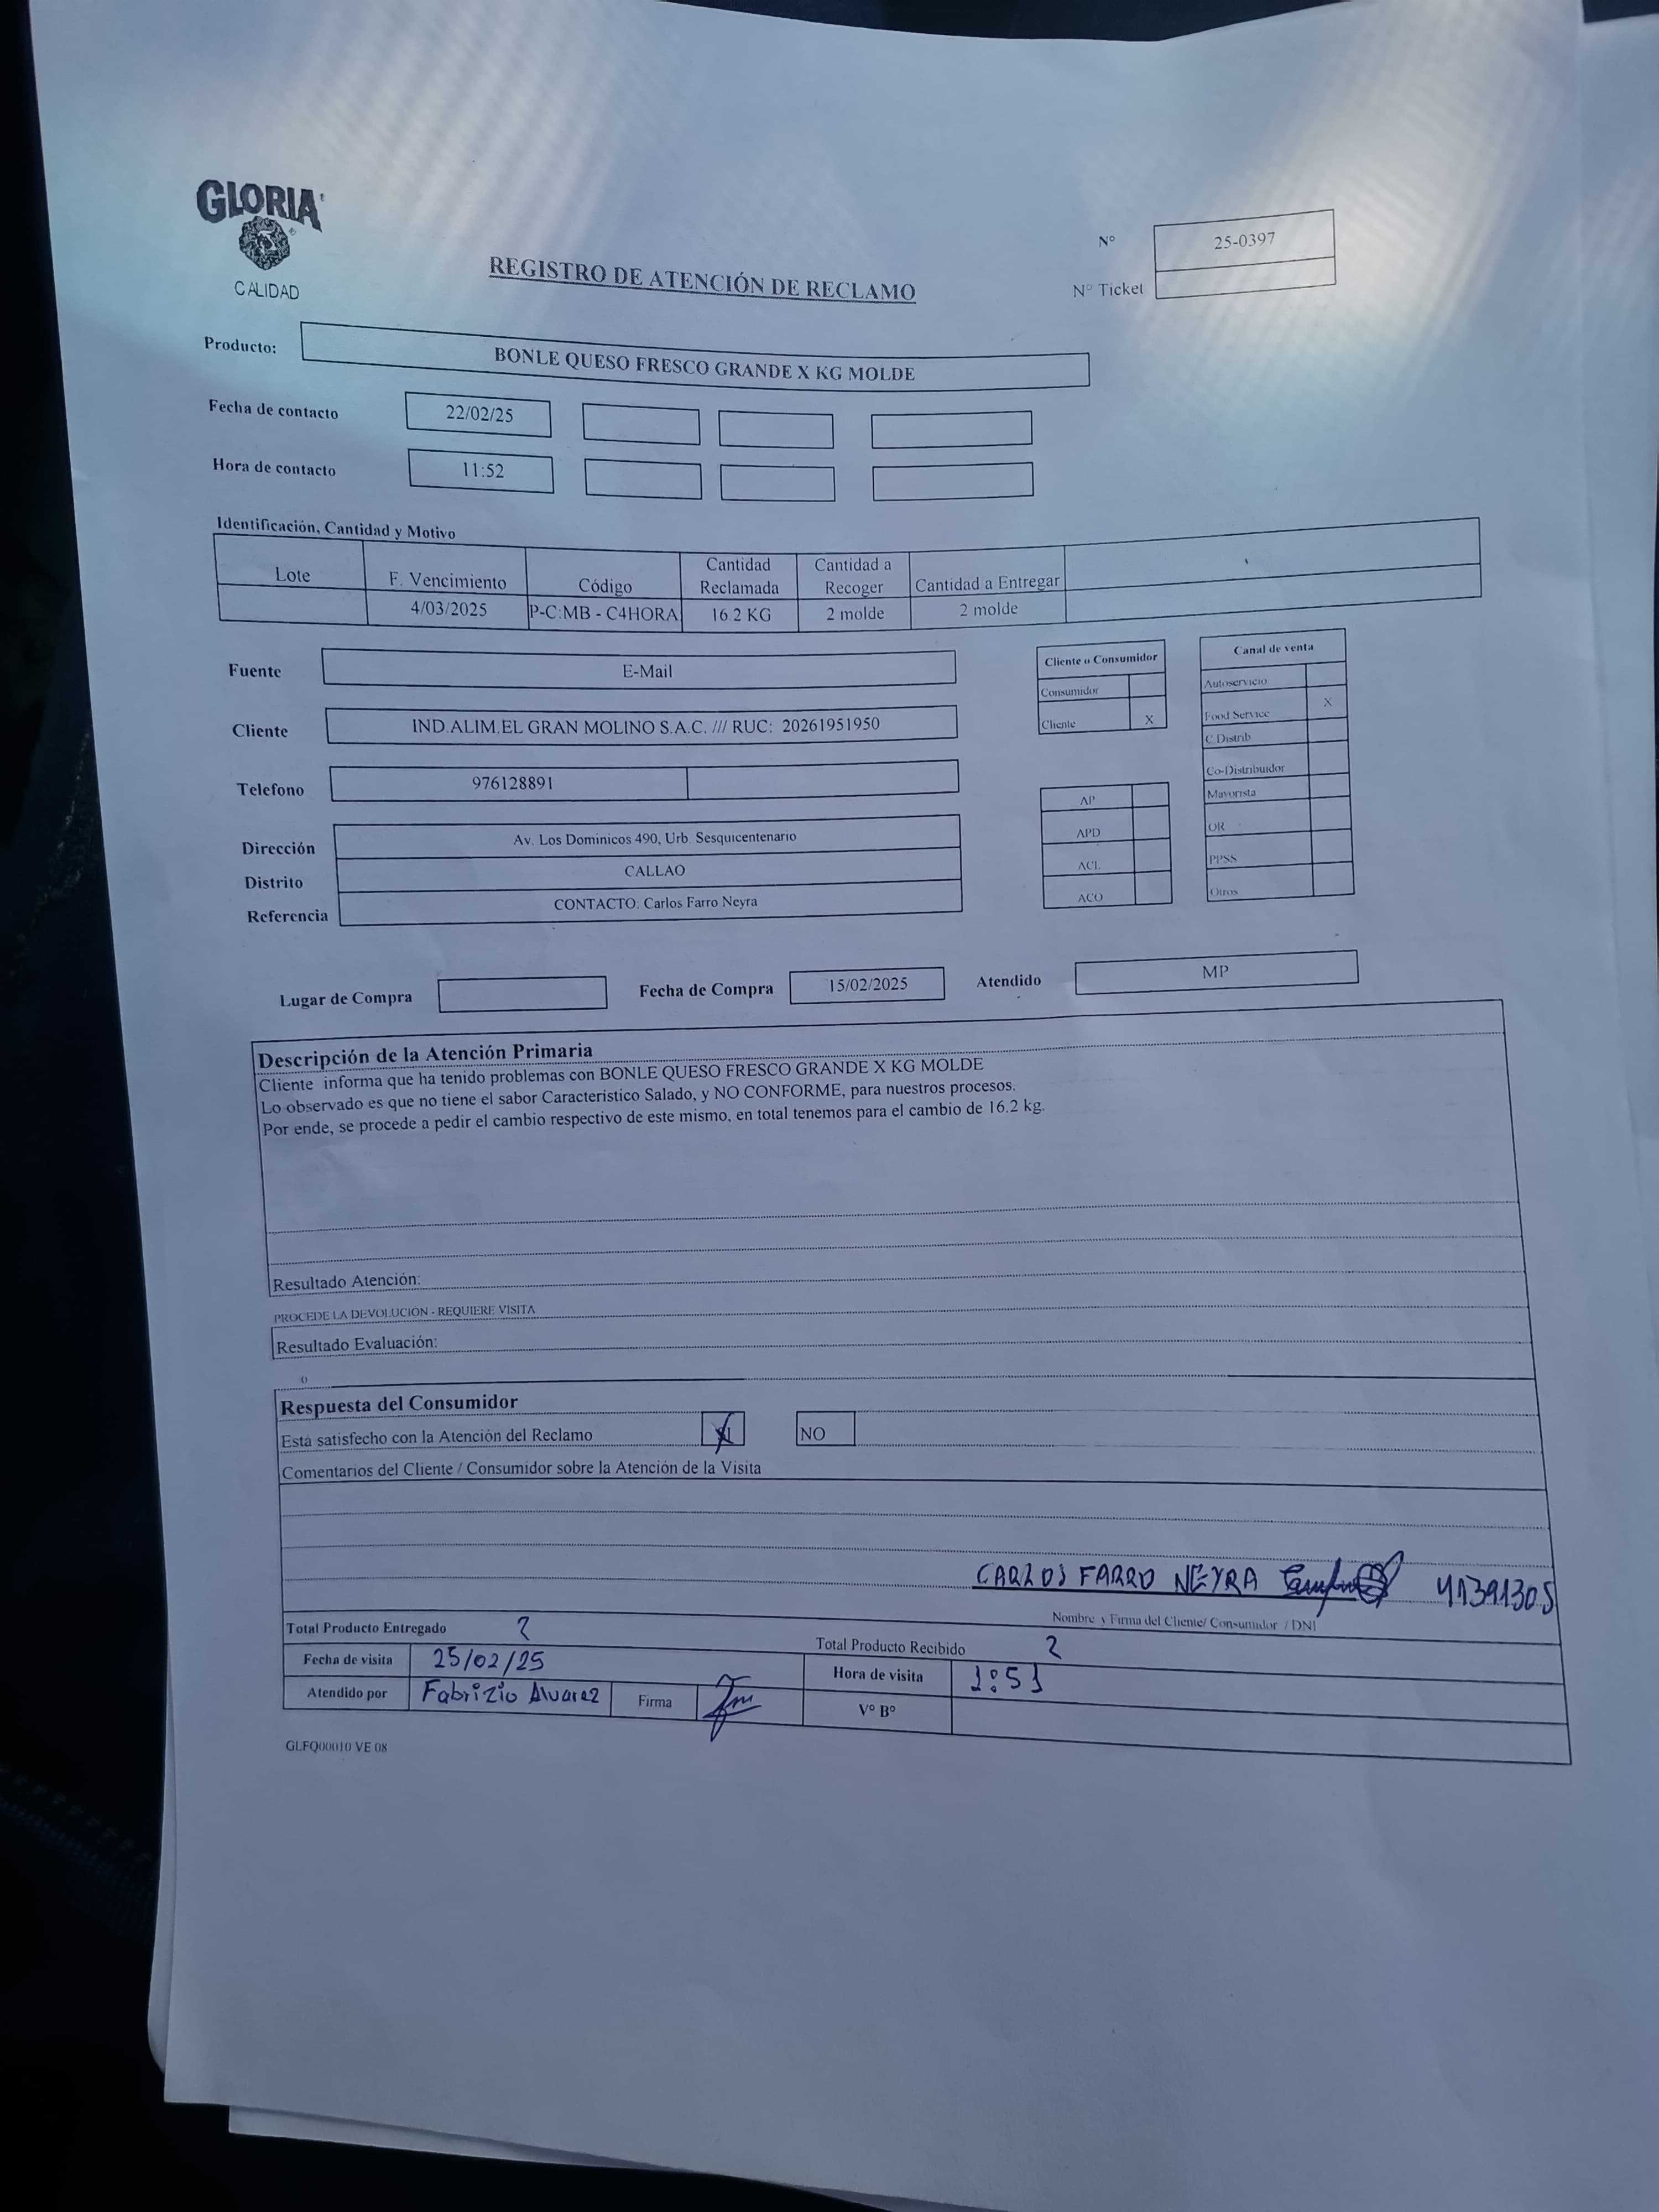 GLORIA
CALIDAD
REGISTRO DE ATENCIÓN DE RECLAMO
N° 25-0397
N° Ticket
Producto: BONLE QUESO FRESCO GRANDE X KG MOLDE
Fecha de contacto 22/02/25
Hora de contacto 11:52
Identificación, Cantidad y Motivo
Lote F. Vencimiento Código Cantidad Reclamada Cantidad a Recoger Cantidad a Entregar
4/03/2025 P-C:MB - C4HORA 16.2 KG 2 molde 2 molde
Fuente E-Mail
Cliente IND.ALIM.EL GRAN MOLINO S.A.C. /// RUC: 20261951950
Telefono 976128891
Dirección Av. Los Dominicos 490, Urb. Sesquicentenario
Distrito CALLAO
Referencia CONTACTO: Carlos Farro Neyra
Cliente o Consumidor
Consumidor
Cliente X
AP
APD
ACL
ACO
Canal de venta
Autoservicio
Food Service X
C.Distrib.
Co-Distribuidor
Mayorista
OR
PPSS
Otros
Lugar de Compra Fecha de Compra 15/02/2025 Atendido MP
Descripción de la Atención Primaria
Cliente informa que ha tenido problemas con BONLE QUESO FRESCO GRANDE X KG MOLDE
Lo observado es que no tiene el sabor Caracteristico Salado, y NO CONFORME, para nuestros procesos.
Por ende, se procede a pedir el cambio respectivo de este mismo, en total tenemos para el cambio de 16.2 kg.
Resultado Atención:
PROCEDE LA DEVOLUCION - REQUIERE VISITA
Resultado Evaluación:
0
Respuesta del Consumidor
Esta satisfecho con la Atención del Reclamo NO
Comentarios del Cliente / Consumidor sobre la Atención de la Visita
CARLOS FARRO NEYRA 41391305
Nombre y Firma del Cliente/ Consumidor / DNI
Total Producto Entregado 2 Total Producto Recibido 2
Fecha de visita 25/02/25 Hora de visita 1:51
Atendido por Fabrizio Alvarez Firma V° B°
GLFQ00010 VE 08